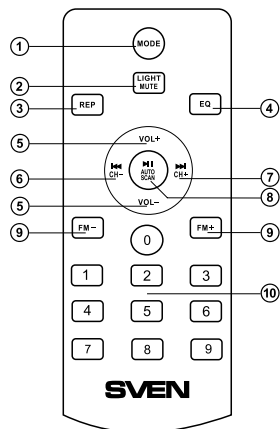 ① MODE
② LIGHT MUTE
③ REP
EQ ④
⑤ VOL+
⑥ ⏮ CH−
⏯ AUTO SCAN
⏭ CH+ ⑦
⑧
⑤ VOL−
⑨ FM−
FM+ ⑨
0
1 2 3
⑩
4 5 6
7 8 9
SVEN